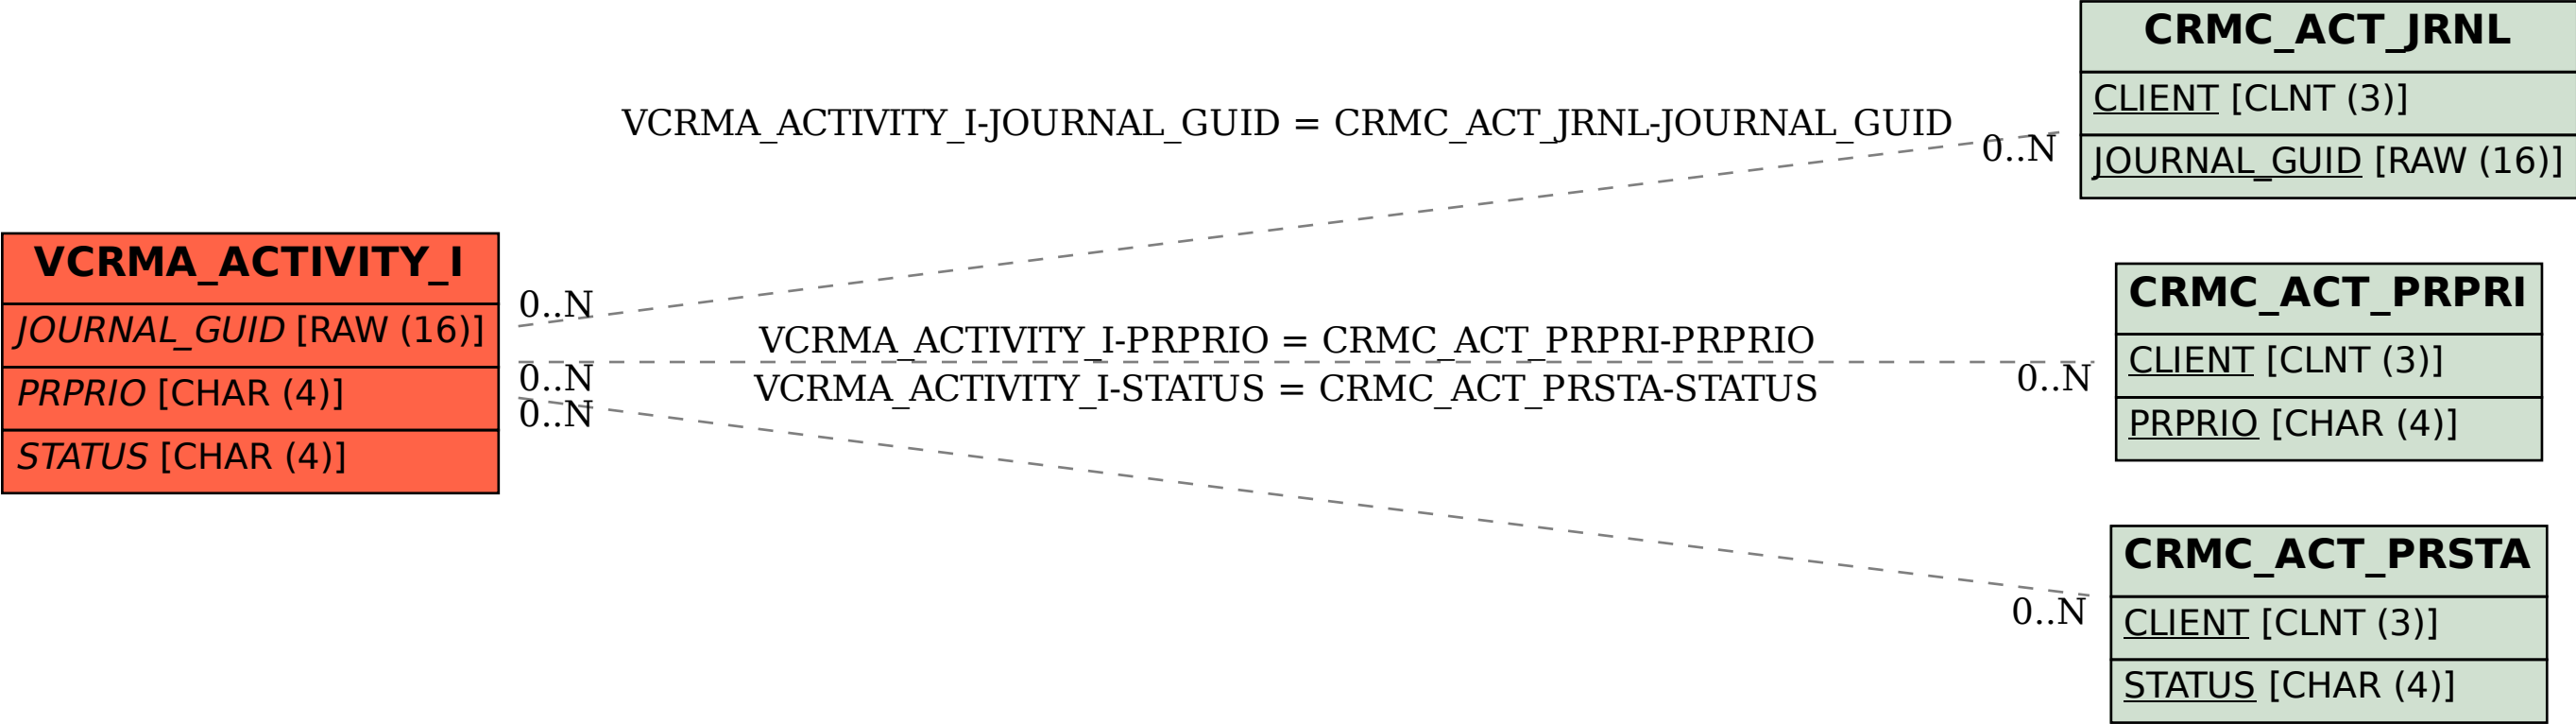 CRMC_ACT_JRNL
CLIENT [CLNT (3)]
JOURNAL_GUID [RAW (16)]
VCRMA_ACTIVITY_I-JOURNAL_GUID = CRMC_ACT_JRNL-JOURNAL_GUID
0..N
VCRMA_ACTIVITY_I
JOURNAL_GUID [RAW (16)]
PRPRIO [CHAR (4)]
STATUS [CHAR (4)]
0..N
0..N
0..N
VCRMA_ACTIVITY_I-PRPRIO = CRMC_ACT_PRPRI-PRPRIO
VCRMA_ACTIVITY_I-STATUS = CRMC_ACT_PRSTA-STATUS
0..N
CRMC_ACT_PRPRI
CLIENT [CLNT (3)]
PRPRIO [CHAR (4)]
0..N
CRMC_ACT_PRSTA
CLIENT [CLNT (3)]
STATUS [CHAR (4)]